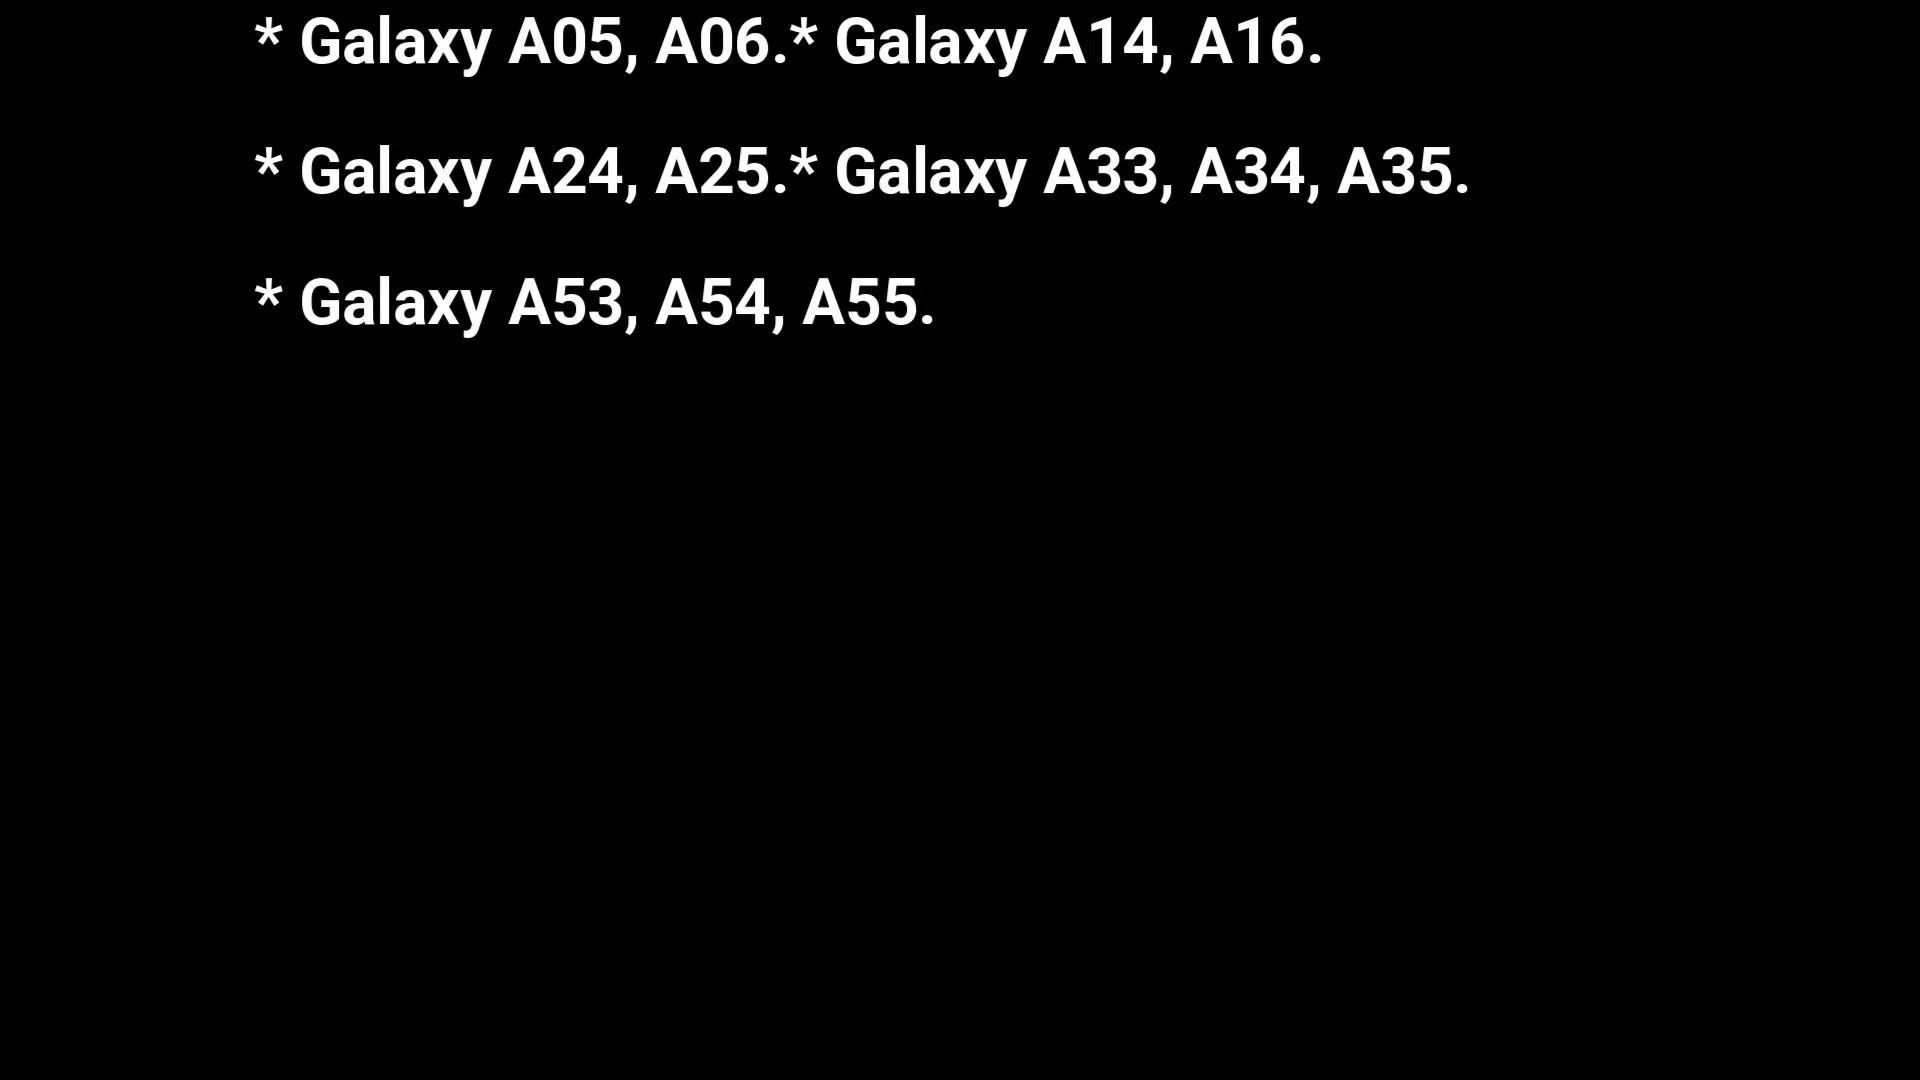 * Galaxy A05, A06.* Galaxy A14, A16.
* Galaxy A24, A25.* Galaxy A33, A34, A35.
* Galaxy A53, A54, A55.